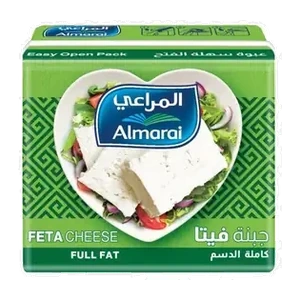 Easy Open Pack
عبوة سهلة الفتح
المراعي
Almarai
FETA CHEESE
جبنة فيتا
FULL FAT
كاملة الدسم